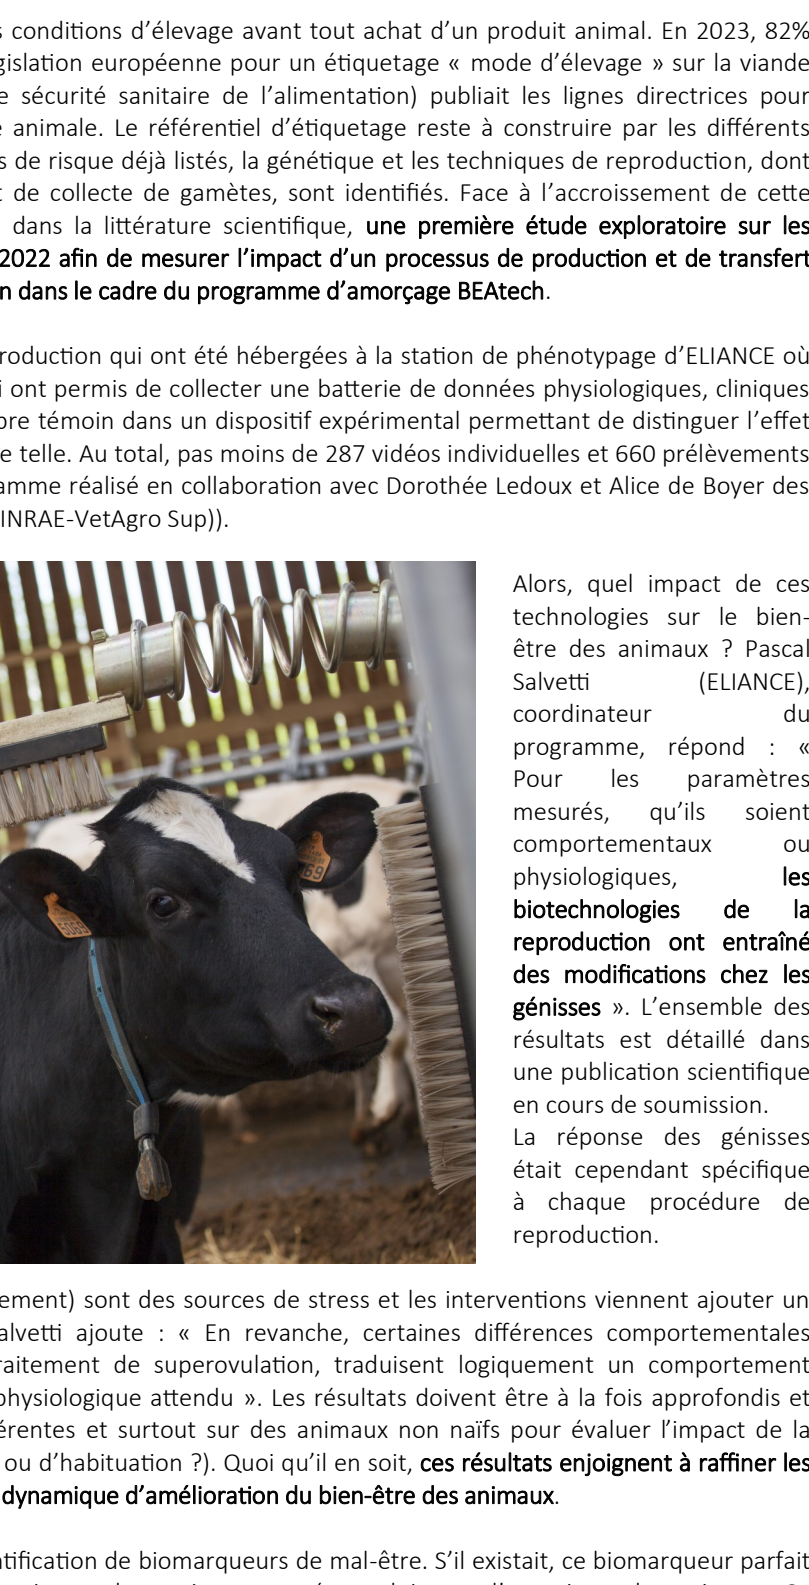 conditions d'élevage avant tout achat d'un produit animal. En 2023, 82%
européenne pour un étiquetage « mode d'élevage » sur la viande
sécurité sanitaire de l'alimentation) publiait les lignes directrices pour
animale. Le référentiel d'étiquetage reste à construire par les différents
de risque déjà listés, la génétique et les techniques de reproduction, dont
de collecte de gamètes, sont identifiés. Face à l'accroissement de cette
dans la littérature scientifique, une première étude exploratoire sur les
2022 afin de mesurer l'impact d'un processus de production et de transfert
n dans le cadre du programme d'amorçage BEAtech.
roduction qui ont été hébergées à la station de phénotypage d'ELIANCE où
i ont permis de collecter une batterie de données physiologiques, cliniques
bre témoin dans un dispositif expérimental permettant de distinguer l'effet
e telle. Au total, pas moins de 287 vidéos individuelles et 660 prélèvements
amme réalisé en collaboration avec Dorothée Ledoux et Alice de Boyer des
INRAE-VetAgro Sup)).
5065
69
Alors, quel impact de ces
technologies sur le bien-
être des animaux ? Pascal
Salvetti (ELIANCE),
coordinateur du
programme, répond : «
Pour les paramètres
mesurés, qu'ils soient
comportementaux ou
physiologiques, les
biotechnologies de la
reproduction ont entraîné
des modifications chez les
génisses ». L'ensemble des
résultats est détaillé dans
une publication scientifique
en cours de soumission.
La réponse des génisses
était cependant spécifique
à chaque procédure de
reproduction.
ement) sont des sources de stress et les interventions viennent ajouter un
alvetti ajoute : « En revanche, certaines différences comportementales
raitement de superovulation, traduisent logiquement un comportement
physiologique attendu ». Les résultats doivent être à la fois approfondis et
érentes et surtout sur des animaux non naïfs pour évaluer l'impact de la
ou d'habituation ?). Quoi qu'il en soit, ces résultats enjoignent à raffiner les
dynamique d'amélioration du bien-être des animaux.
ntification de biomarqueurs de mal-être. S'il existait, ce biomarqueur parfait